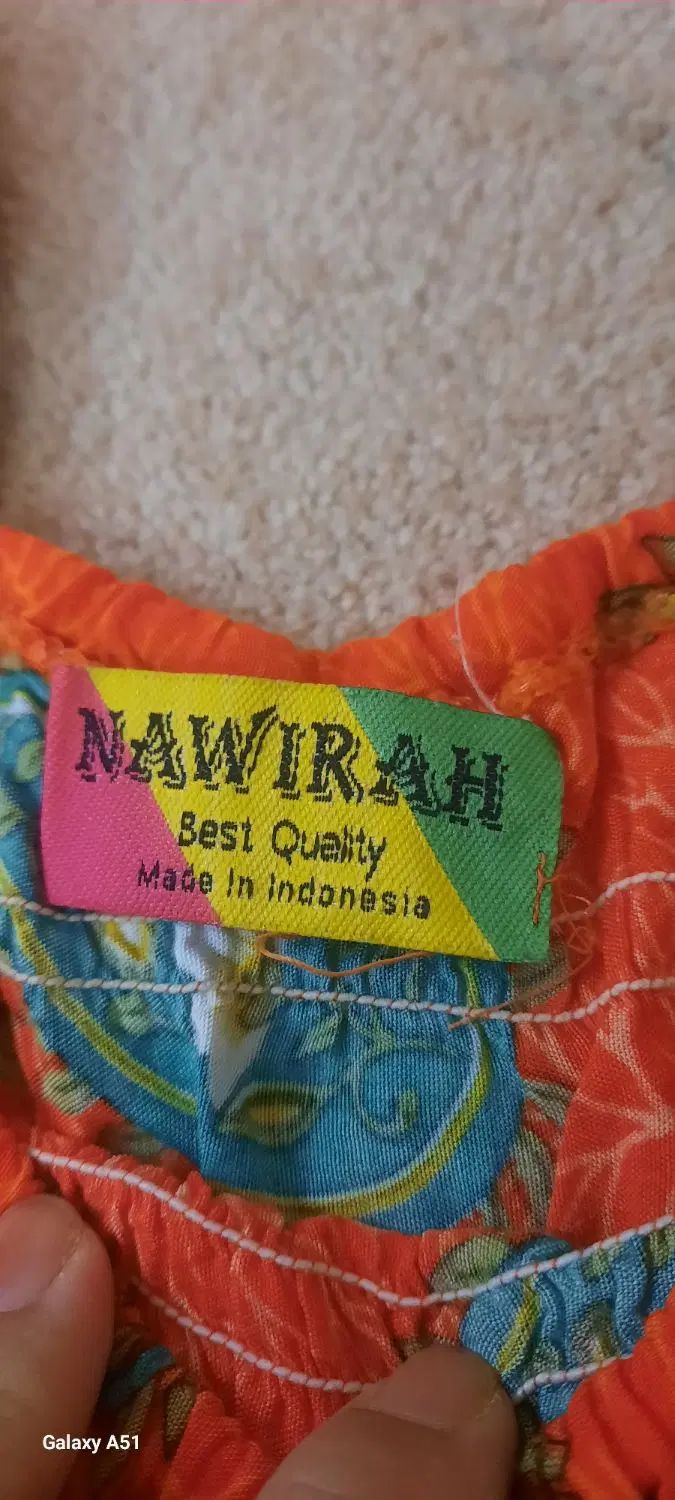 NAWIRAH
Best Quality
Made In Indonesia
Galaxy A51